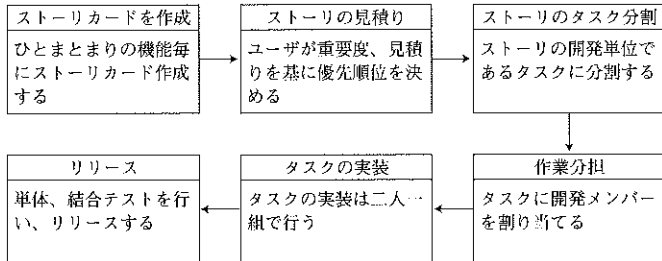 ストーリカードを作成
ひとまとまりの機能毎
にストーリカード作成
する
ストーリの見積り
ユーザが重要度、見積
りを基に優先順位を決
める
ストーリのタスク分割
ストーリの開発単位で
あるタスクに分割する
作業分担
タスクに開発メンバー
を割り当てる
タスクの実装
タスクの実装は二人一
組で行う
リリース
単体、結合テストを行
い、リリースする